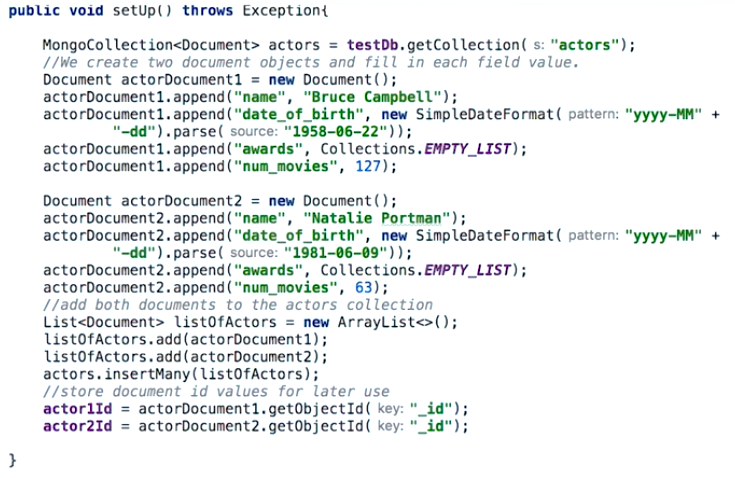 public void setUp() throws Exception{
MongoCollection<Document> actors = testDb.getCollection( s: "actors");
//We create two document objects and fill in each field value.
Document actorDocument1 = new Document();
actorDocument1.append("name", "Bruce Campbell");
actorDocument1.append("date_of_birth", new SimpleDateFormat( pattern: "yyyy-MM" +
"-dd").parse( source: "1958-06-22"));
actorDocument1.append("awards", Collections.EMPTY_LIST);
actorDocument1.append("num_movies", 127);
Document actorDocument2 = new Document();
actorDocument2.append("name", "Natalie Portman");
actorDocument2.append("date_of_birth", new SimpleDateFormat( pattern: "yyyy-MM" +
"-dd").parse( source: "1981-06-09"));
actorDocument2.append("awards", Collections.EMPTY_LIST);
actorDocument2.append("num_movies", 63);
//add both documents to the actors collection
List<Document> listOfActors = new ArrayList<>();
listOfActors.add(actorDocument1);
listOfActors.add(actorDocument2);
actors.insertMany(listOfActors);
//store document id values for later use
actor1Id = actorDocument1.getObjectId( key: "_id");
actor2Id = actorDocument2.getObjectId( key: "_id");
}